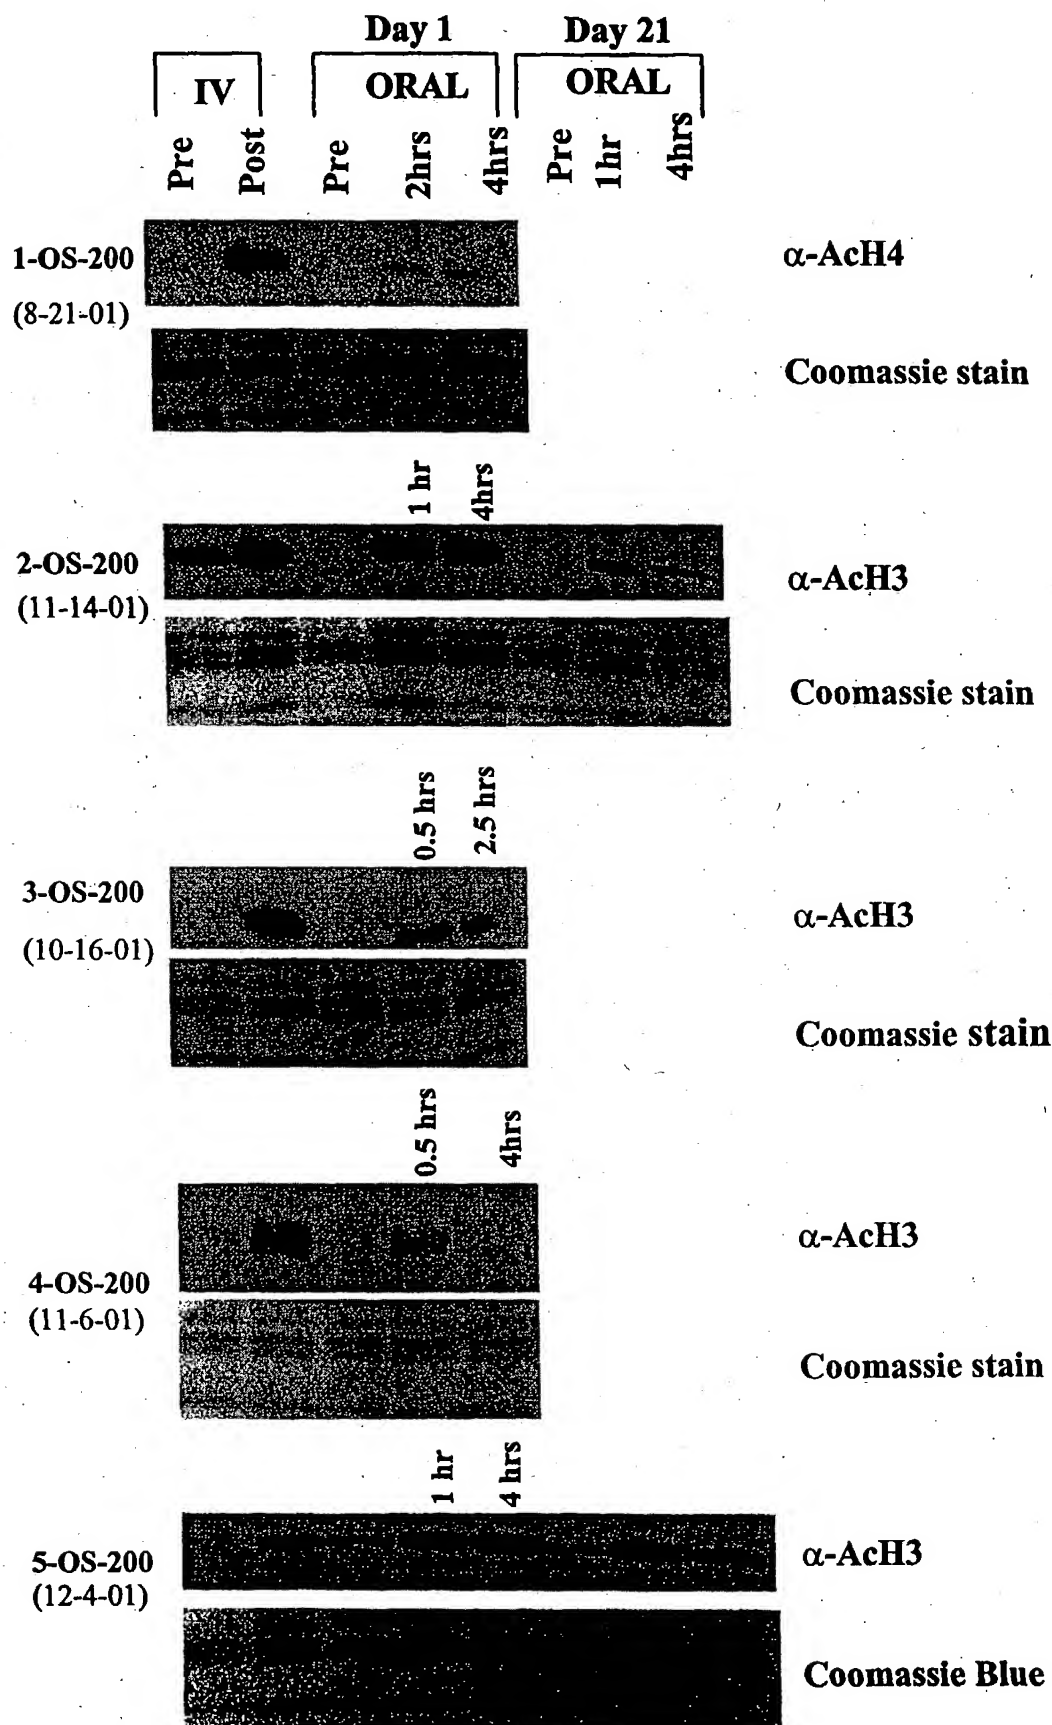 Day 1 Day 21
IV ORAL ORAL
Pre Post Pre 2hrs 4hrs Pre 1hr 4hrs
1-OS-200
(8-21-01)
α-AcH4
Coomassie stain
1 hr 4hrs
2-OS-200
(11-14-01)
α-AcH3
Coomassie stain
0.5 hrs 2.5 hrs
3-OS-200
(10-16-01)
α-AcH3
Coomassie stain
0.5 hrs 4hrs
4-OS-200
(11-6-01)
α-AcH3
Coomassie stain
1 hr 4 hrs
5-OS-200
(12-4-01)
α-AcH3
Coomassie Blue